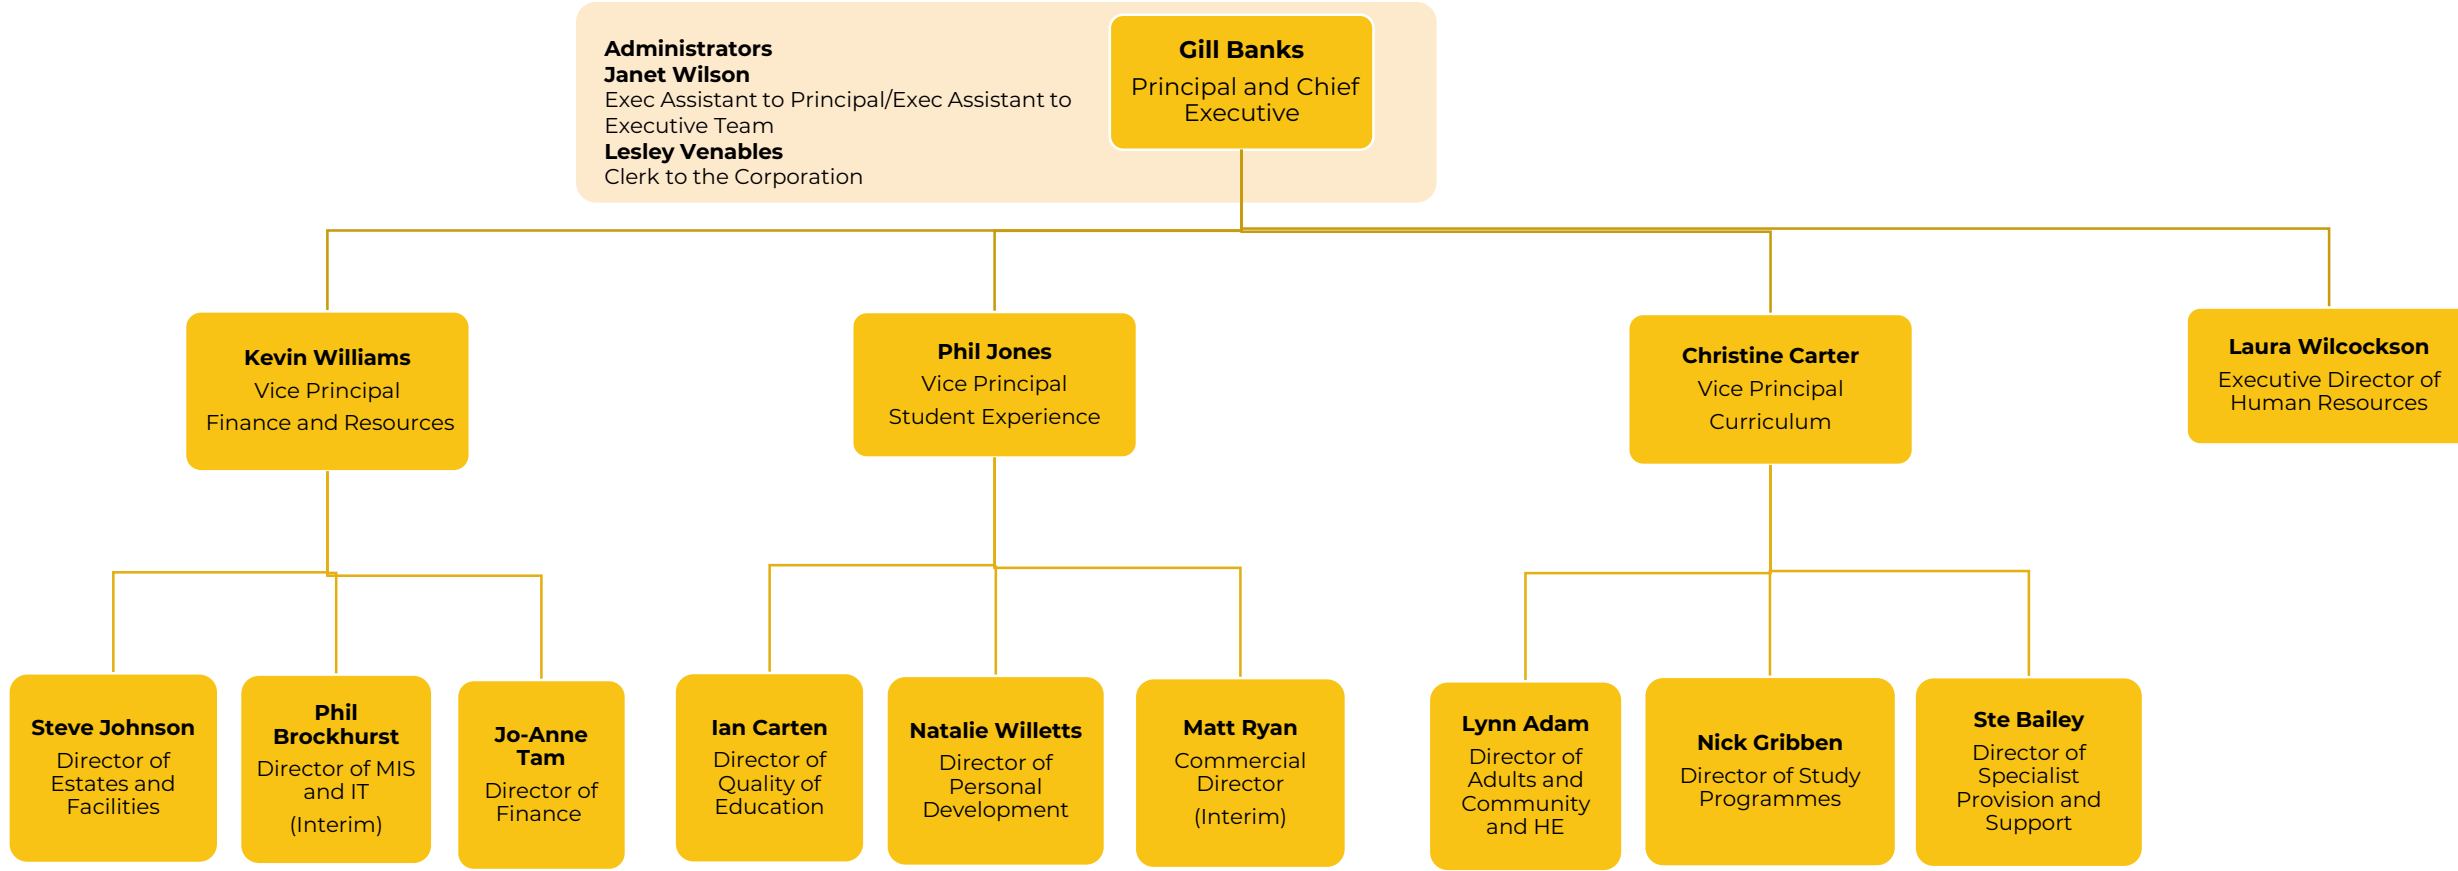 Administrators
Janet Wilson
Exec Assistant to Principal/Exec Assistant to
Executive Team
Lesley Venables
Clerk to the Corporation
Gill Banks
Principal and Chief
Executive
Kevin Williams
Vice Principal
Finance and Resources
Phil Jones
Vice Principal
Student Experience
Christine Carter
Vice Principal
Curriculum
Laura Wilcockson
Executive Director of
Human Resources
Steve Johnson
Director of
Estates and
Facilities
Phil
Brockhurst
Director of MIS
and IT
(Interim)
Jo-Anne
Tam
Director of
Finance
Ian Carten
Director of
Quality of
Education
Natalie Willetts
Director of
Personal
Development
Matt Ryan
Commercial
Director
(Interim)
Lynn Adam
Director of
Adults and
Community
and HE
Nick Gribben
Director of Study
Programmes
Ste Bailey
Director of
Specialist
Provision and
Support